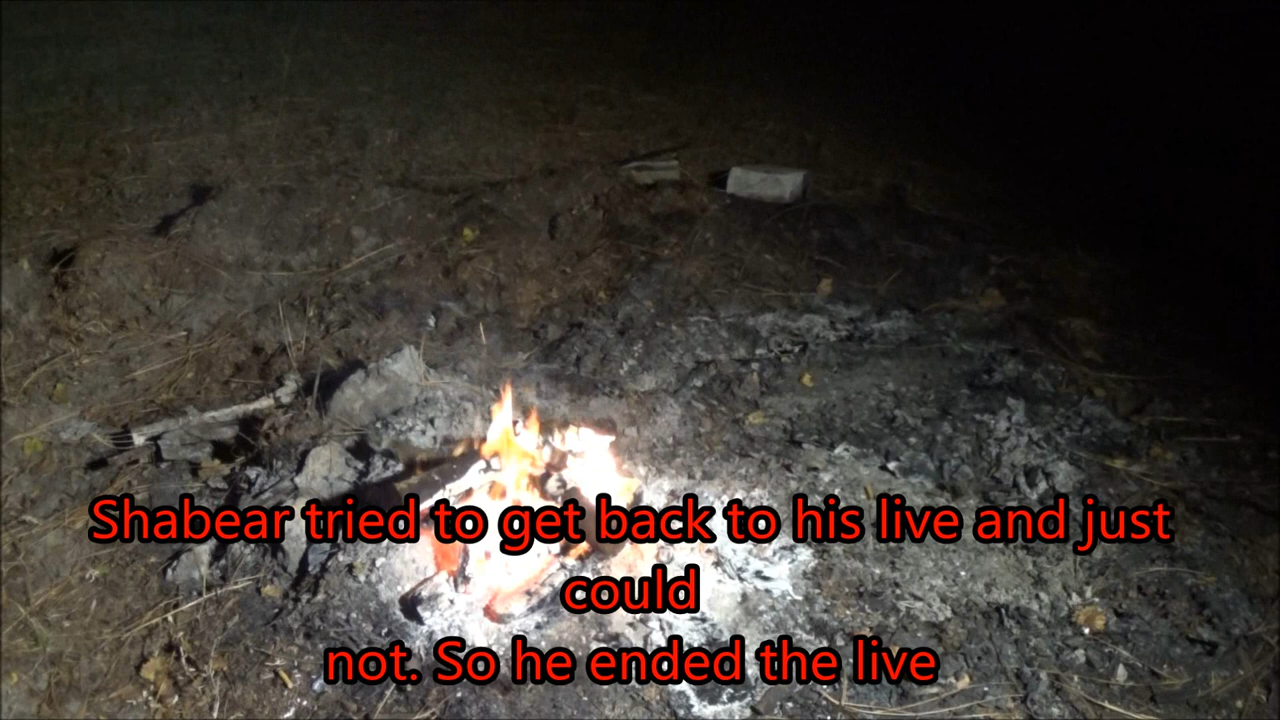 Shabear tried to get back to his live and just
could
not. So he ended the live